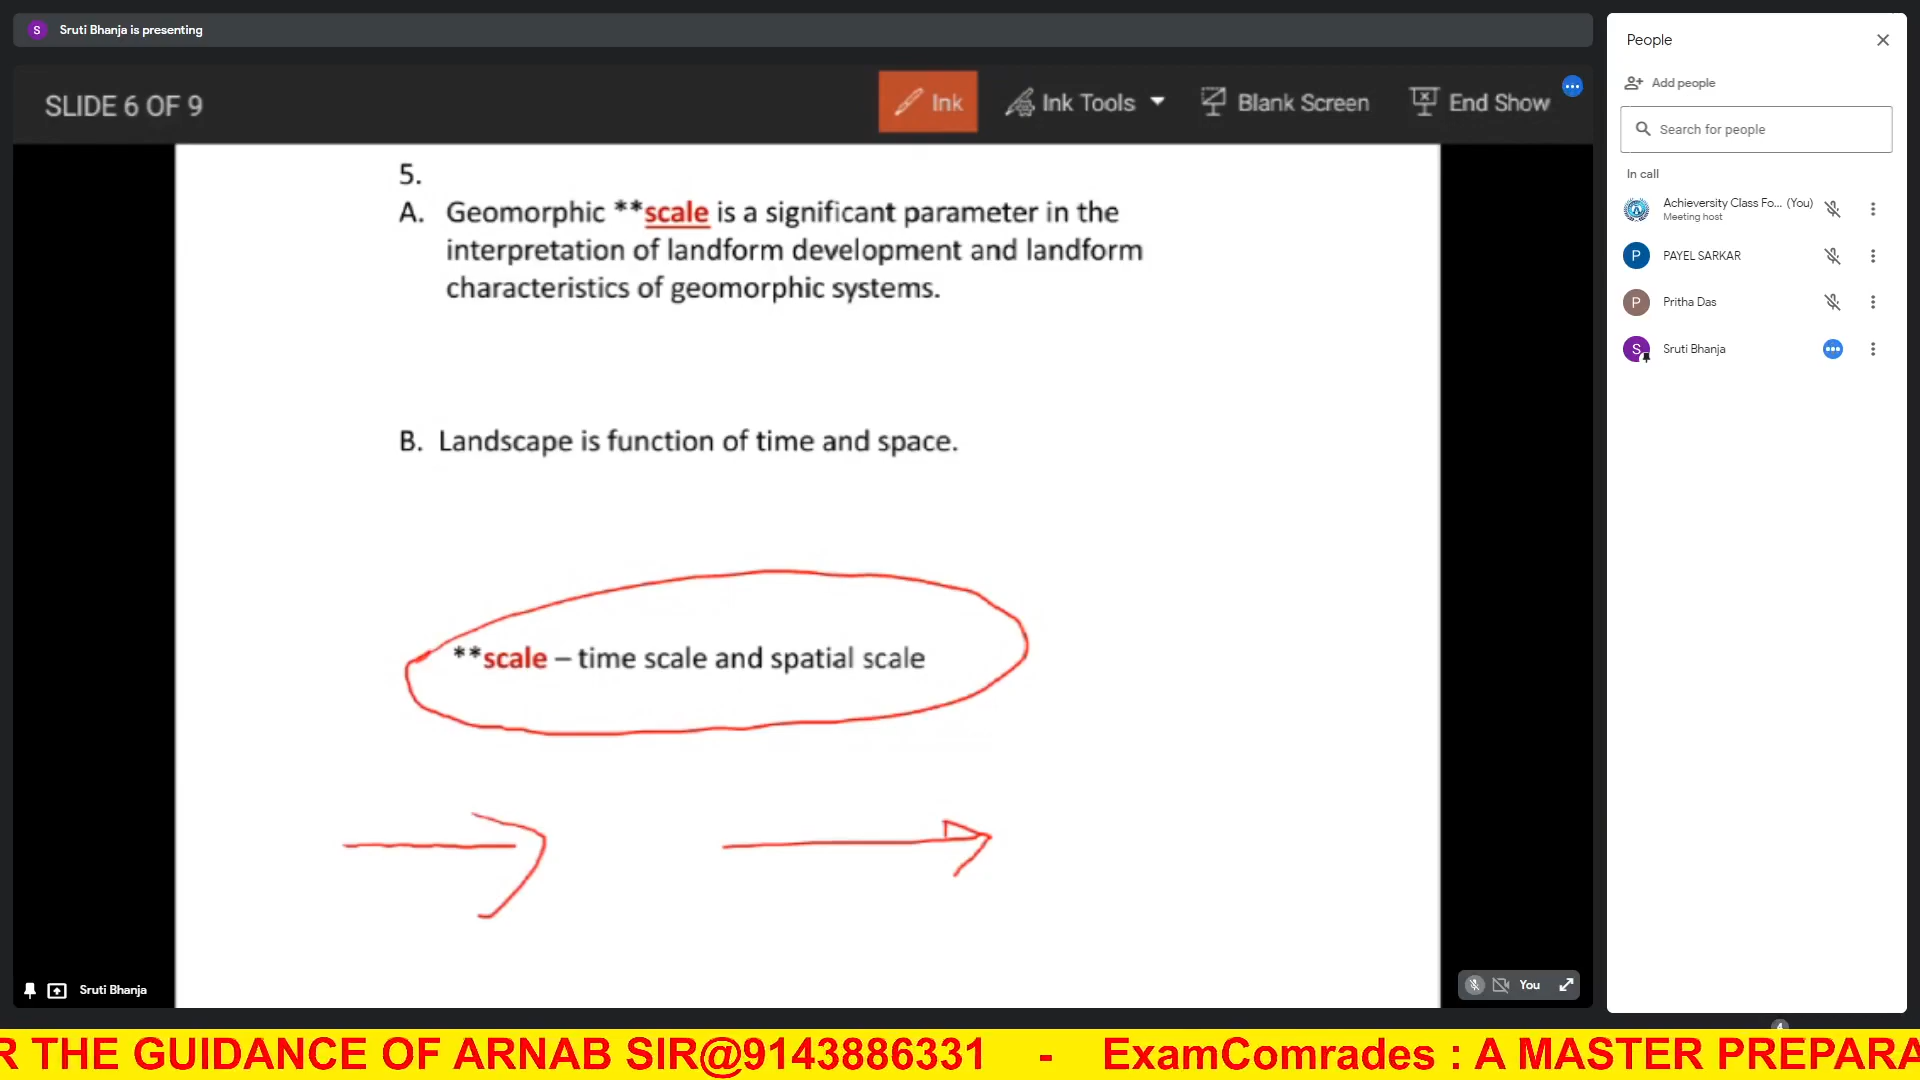 S Sruti Bhanja is presenting
SLIDE 6 OF 9
Ink
Ink Tools
Blank Screen
End Show
5.
A. Geomorphic **scale is a significant parameter in the
interpretation of landform development and landform
characteristics of geomorphic systems.
B. Landscape is function of time and space.
**scale – time scale and spatial scale
Sruti Bhanja
You
People
Add people
Search for people
In call
Achieversity Class Fo... (You)
Meeting host
P PAYEL SARKAR
P Pritha Das
S Sruti Bhanja
4
R THE GUIDANCE OF ARNAB SIR@9143886331 - ExamComrades : A MASTER PREPARA